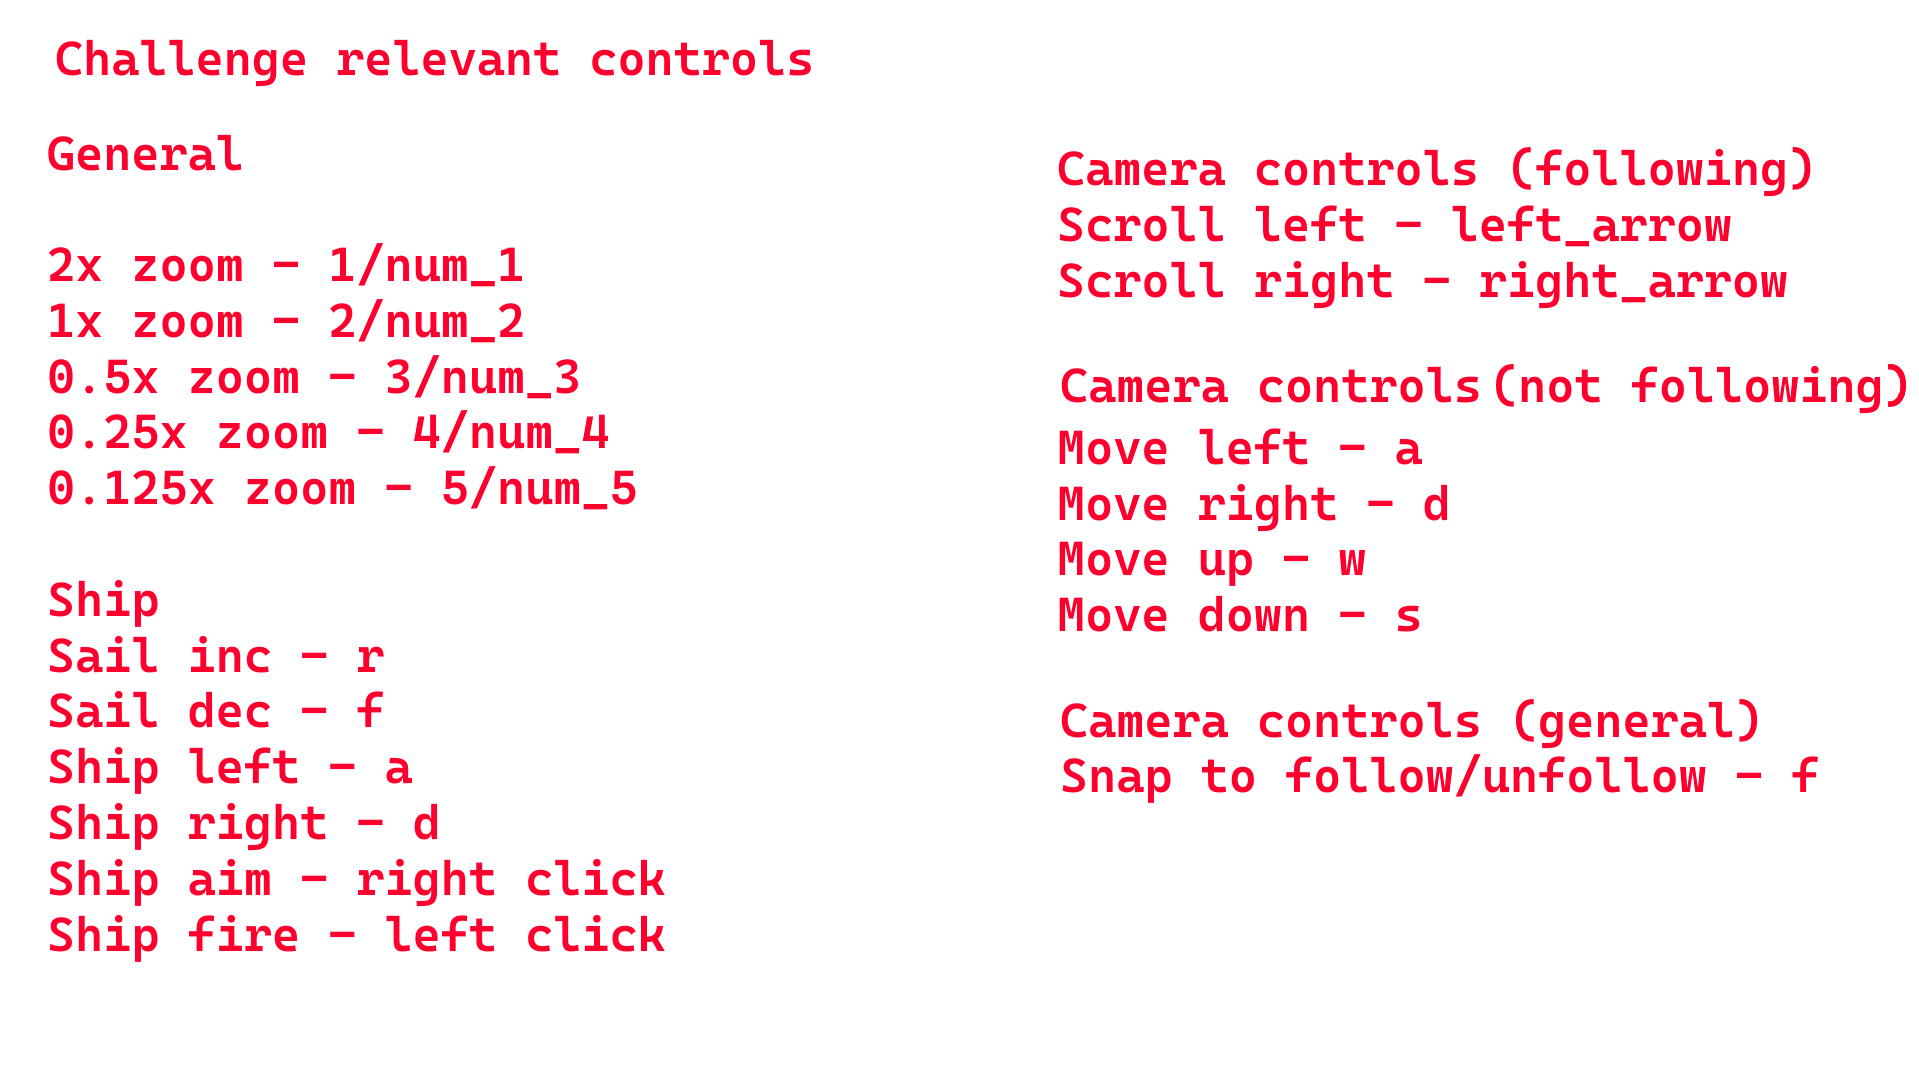 Challenge relevant controls
General
2x zoom - 1/num_1
1x zoom - 2/num_2
0.5x zoom - 3/num_3
0.25x zoom - 4/num_4
0.125x zoom - 5/num_5
Ship
Sail inc - r
Sail dec - f
Ship left - a
Ship right - d
Ship aim - right click
Ship fire - left click
Camera controls (following)
Scroll left - left_arrow
Scroll right - right_arrow
Camera controls (not following)
Move left - a
Move right - d
Move up - w
Move down - s
Camera controls (general)
Snap to follow/unfollow - f